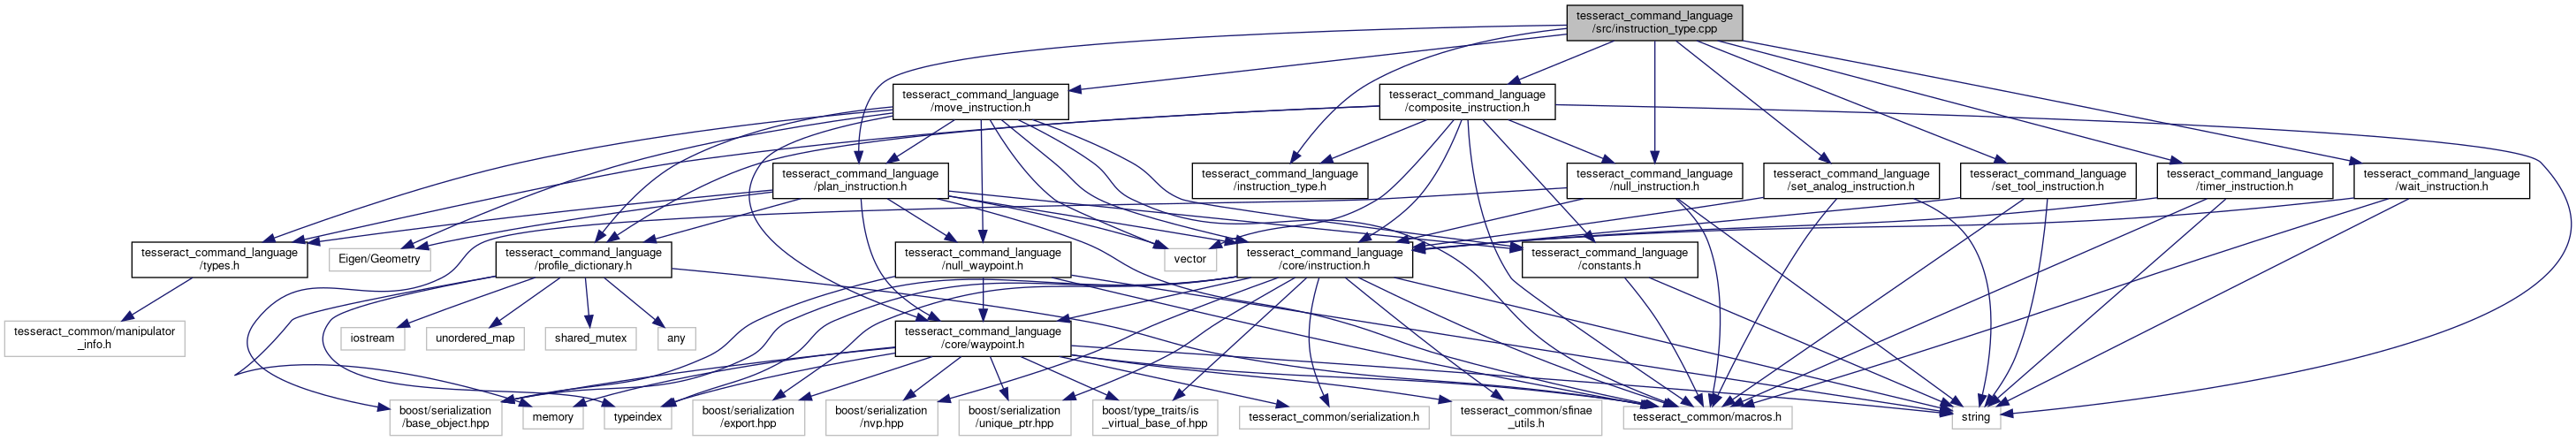 tesseract_command_language
/src/instruction_type.cpp
tesseract_command_language
/move_instruction.h
tesseract_command_language
/composite_instruction.h
tesseract_command_language
/plan_instruction.h
tesseract_command_language
/instruction_type.h
tesseract_command_language
/null_instruction.h
tesseract_command_language
/set_analog_instruction.h
tesseract_command_language
/set_tool_instruction.h
tesseract_command_language
/timer_instruction.h
tesseract_command_language
/wait_instruction.h
tesseract_command_language
/types.h
Eigen/Geometry
tesseract_command_language
/profile_dictionary.h
tesseract_command_language
/null_waypoint.h
vector
tesseract_command_language
/core/instruction.h
tesseract_command_language
/constants.h
tesseract_common/manipulator
_info.h
iostream
unordered_map
shared_mutex
any
tesseract_command_language
/core/waypoint.h
boost/serialization
/base_object.hpp
memory
typeindex
boost/serialization
/export.hpp
boost/serialization
/nvp.hpp
boost/serialization
/unique_ptr.hpp
boost/type_traits/is
_virtual_base_of.hpp
tesseract_common/serialization.h
tesseract_common/sfinae
_utils.h
tesseract_common/macros.h
string